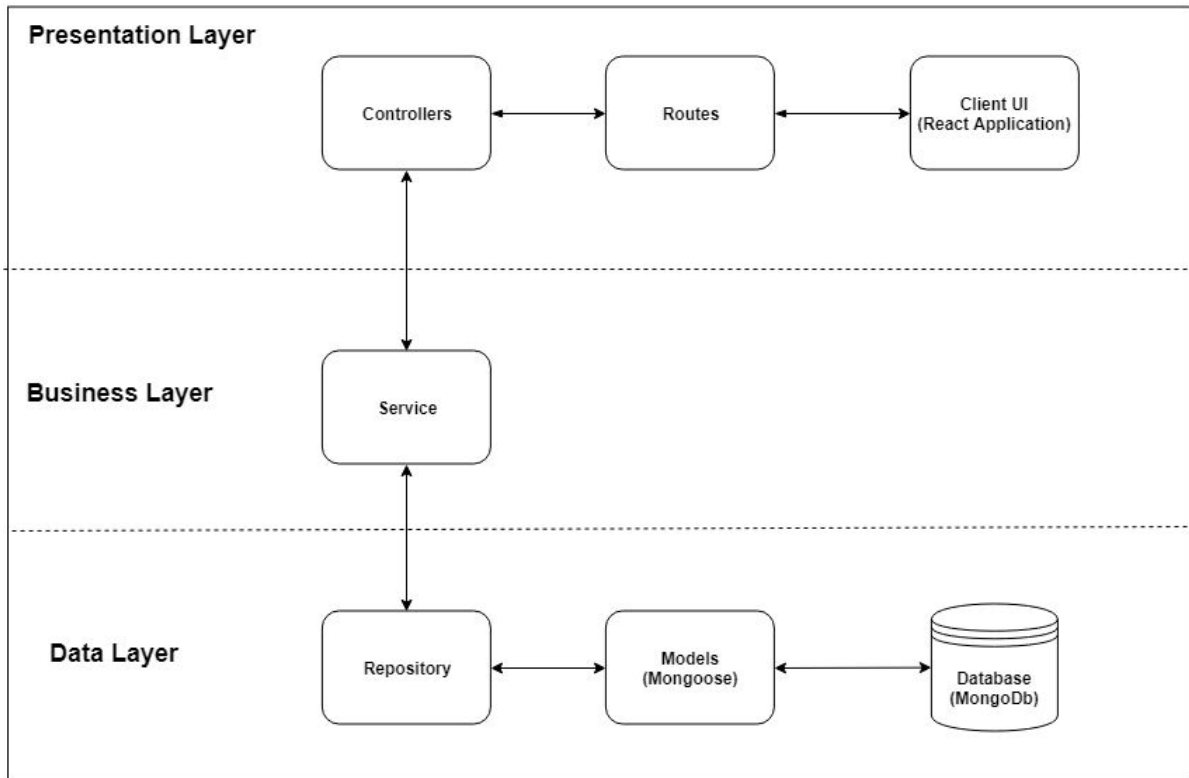 Presentation Layer
Controllers
Routes
Client UI
(React Application)
Business Layer
Service
Data Layer
Repository
Models
(Mongoose)
Database
(MongoDb)